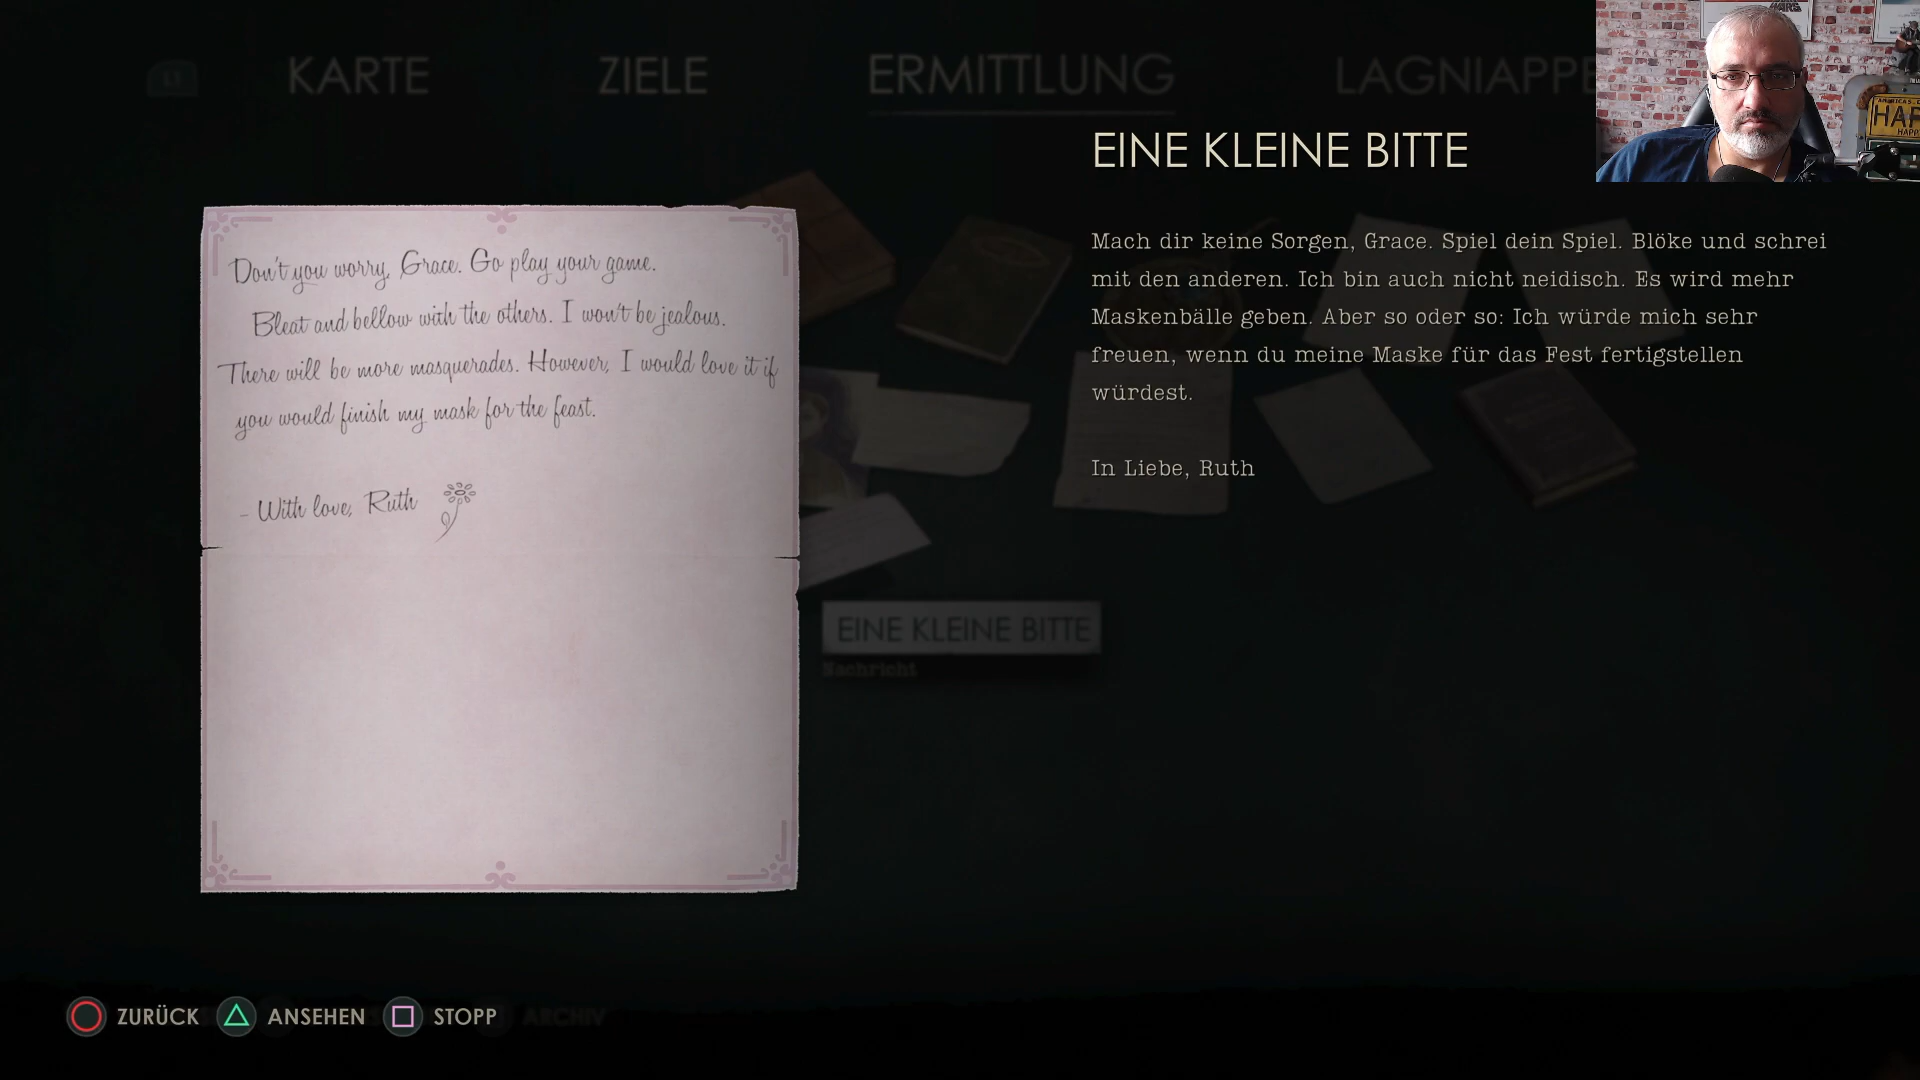 L1
KARTE
ZIELE
ERMITTLUNG
LAGNIAPPE
WARS
HAP
HAPP
EINE KLEINE BITTE
Don't you worry, Grace. Go play your game.
Bleat and bellow with the others. I won't be jealous.
There will be more masquerades. However, I would love it if
you would finish my mask for the feast.
- With love, Ruth
Mach dir keine Sorgen, Grace. Spiel dein Spiel. Blöke und schrei
mit den anderen. Ich bin auch nicht neidisch. Es wird mehr
Maskenbälle geben. Aber so oder so: Ich würde mich sehr
freuen, wenn du meine Maske für das Fest fertigstellen
würdest.
In Liebe, Ruth
EINE KLEINE BITTE
Nachricht
ZURÜCK
ANSEHEN
STOPP
ARCHIV